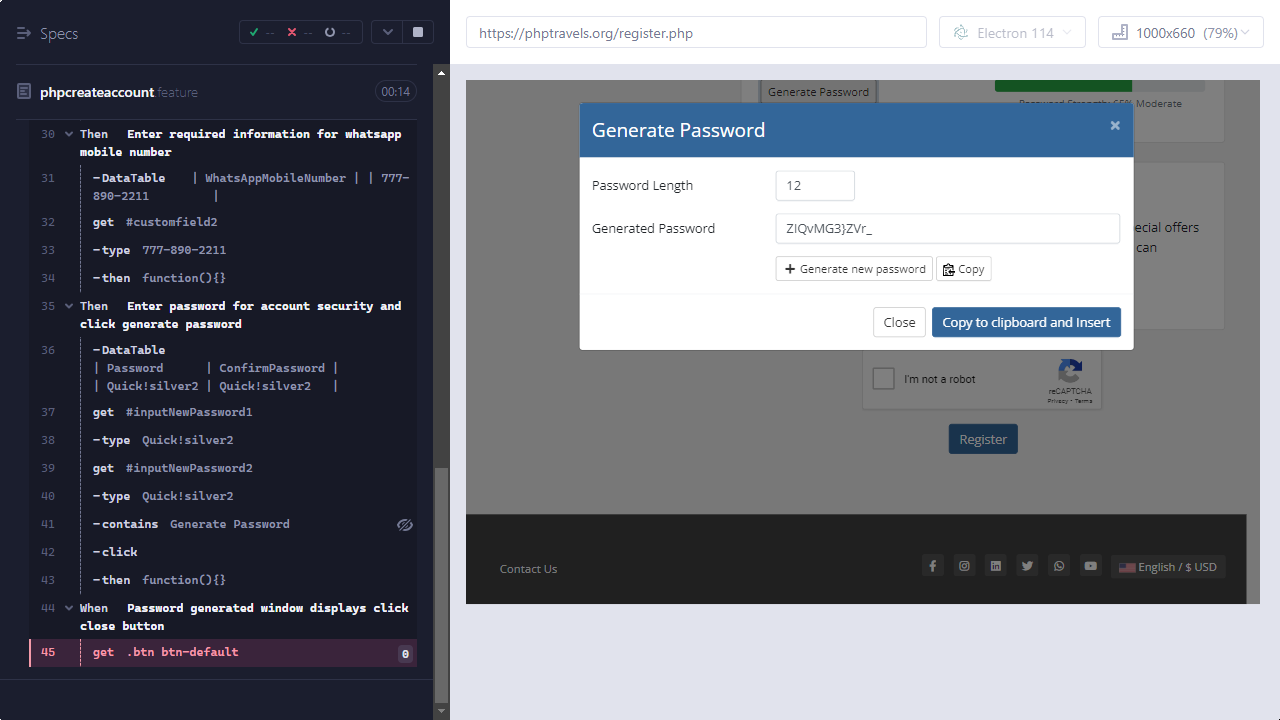 Specs
--
--
--
phpcreateaccount.feature
00:14
30 Then Enter required information for whatsapp
mobile number
31 -DataTable | WhatsAppMobileNumber | | 777-
890-2211 |
32 get #customfield2
33 -type 777-890-2211
34 -then function(){}
35 Then Enter password for account security and
click generate password
36 -DataTable
| Password | ConfirmPassword |
| Quick!silver2 | Quick!silver2 |
37 get #inputNewPassword1
38 -type Quick!silver2
39 get #inputNewPassword2
40 -type Quick!silver2
41 -contains Generate Password
42 -click
43 -then function(){}
44 When Password generated window displays click
close button
45 get .btn btn-default 0
https://phptravels.org/register.php
Electron 114
1000x660 (79%)
Generate Password
Password Strength: 65% Moderate
Generate Password ×
Password Length 12
Generated Password ZIQvMG3}ZVr_
Generate new password Copy
Close Copy to clipboard and Insert
ecial offers
can
I'm not a robot
reCAPTCHA
Privacy - Terms
Register
Contact Us
English / $ USD